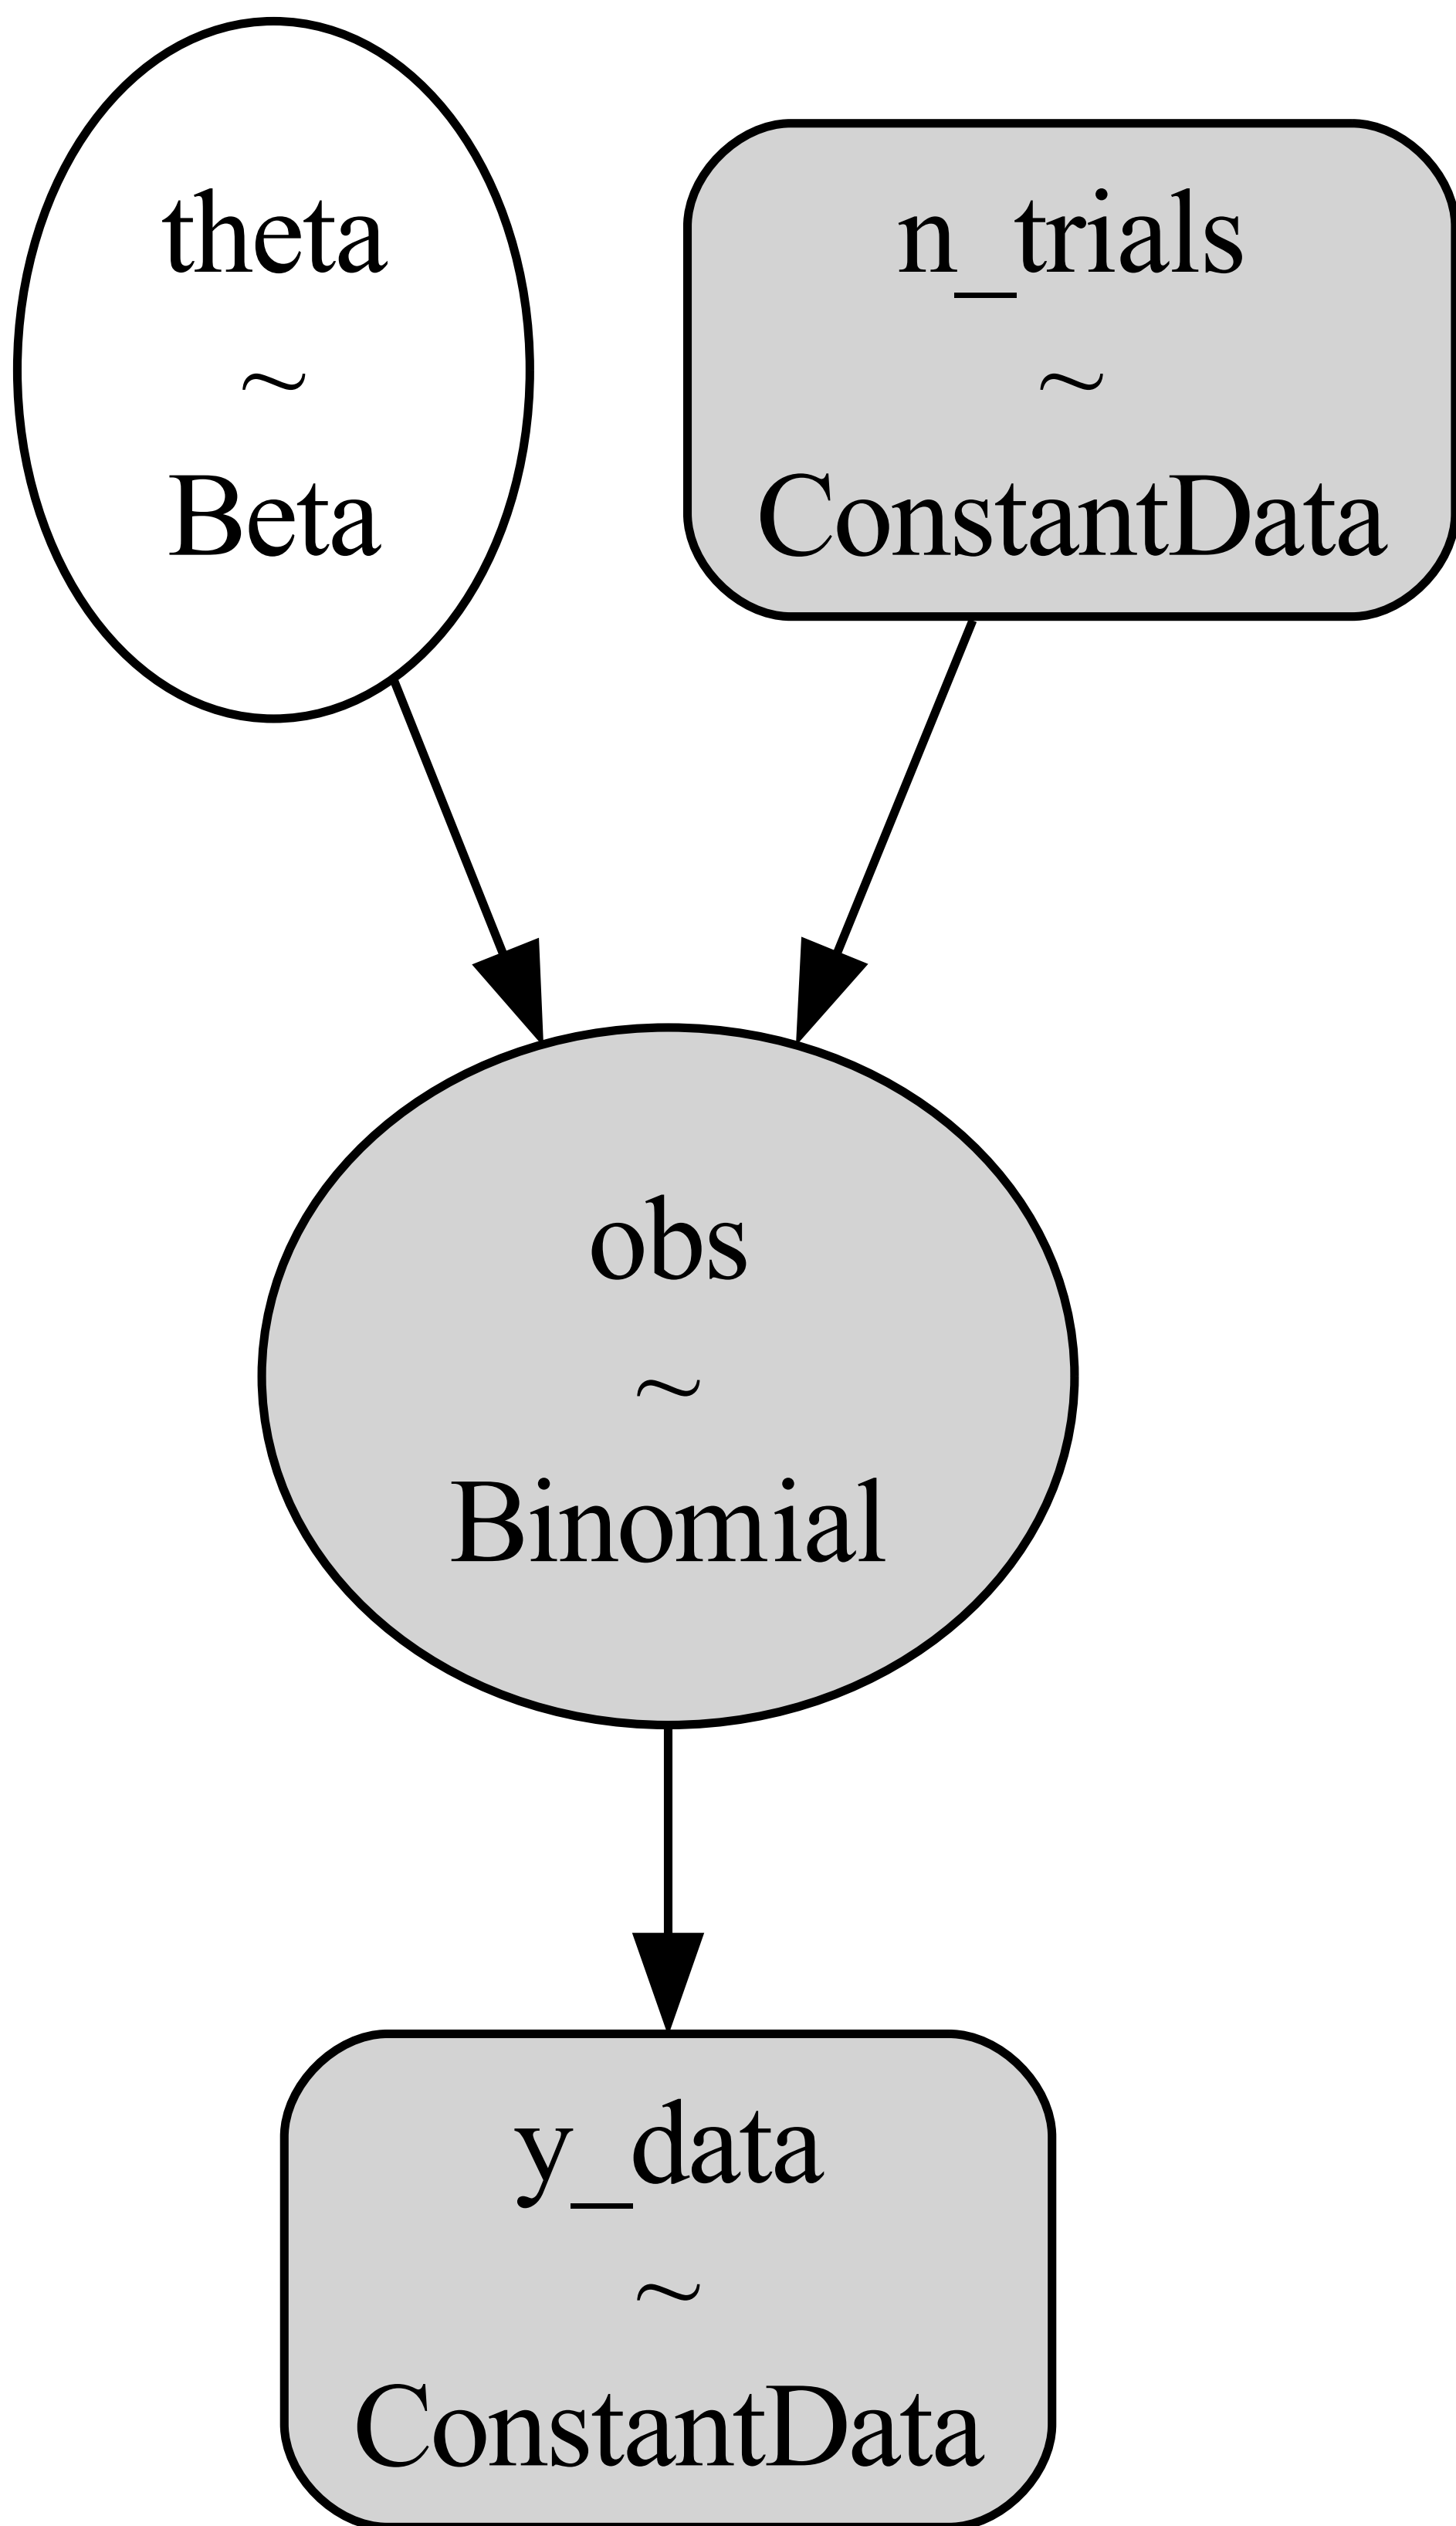 theta
~
Beta
n_trials
~
ConstantData
obs
~
Binomial
y_data
~
ConstantData